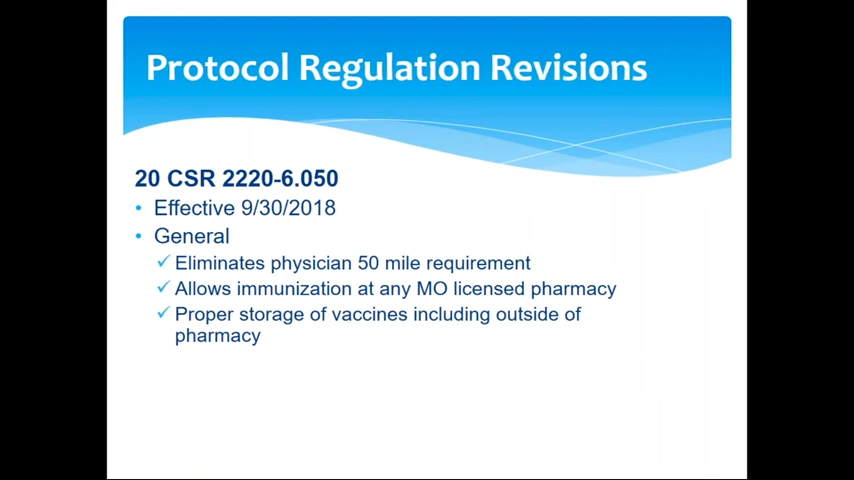 Protocol Regulation Revisions
20 CSR 2220-6.050
• Effective 9/30/2018
• General
✓ Eliminates physician 50 mile requirement
✓ Allows immunization at any MO licensed pharmacy
✓ Proper storage of vaccines including outside of
pharmacy